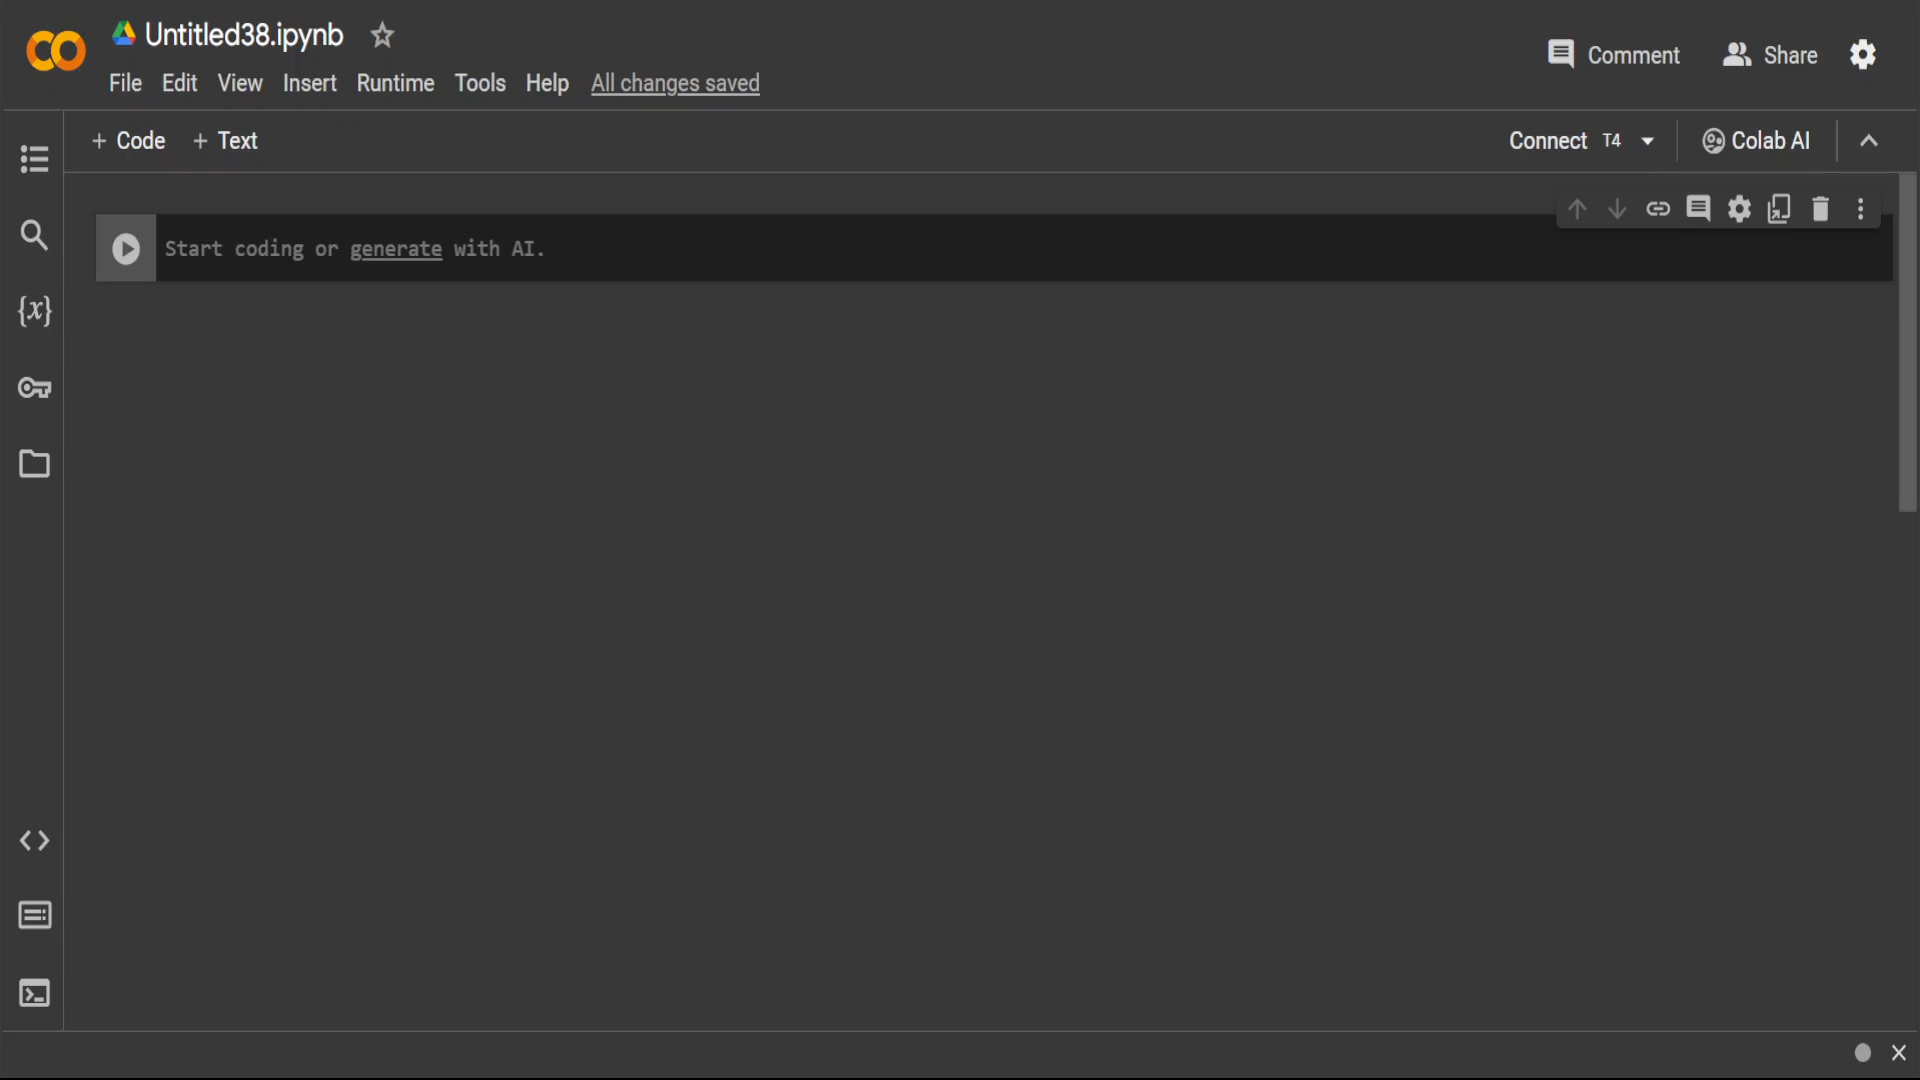 Untitled38.ipynb
File Edit View Insert Runtime Tools Help All changes saved
Comment Share
+ Code + Text
Connect T4 Colab AI
{x}
Start coding or generate with AI.